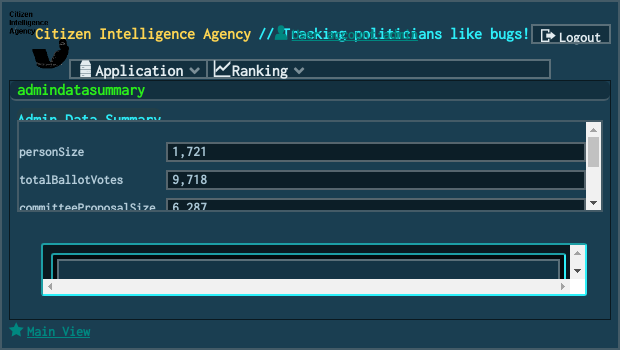 Citizen
Intelligence
Agency
Citizen Intelligence Agency // Tracking politicians like bugs!
Logout
Application
Ranking
admindatasummary
Admin Data Summary
personSize 1,721
totalBallotVotes 9,718
committeeProposalSize 6,287
Main View